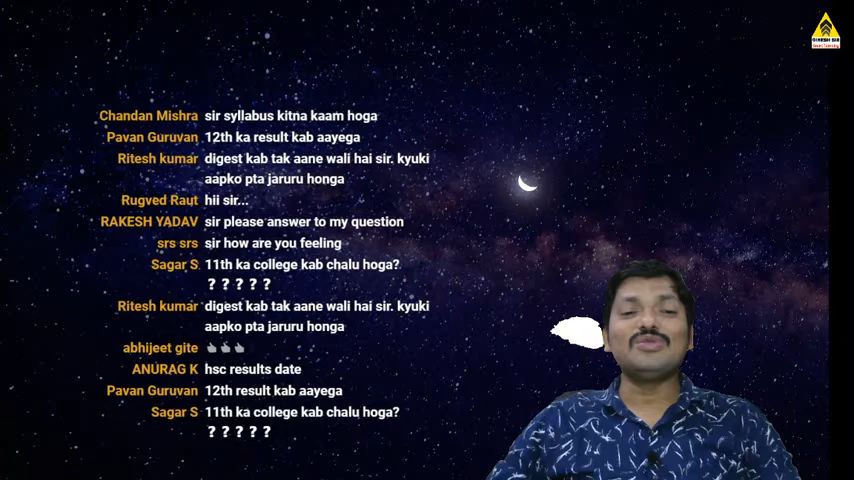 DINESH SIR
Smart Learning
Chandan Mishra sir syllabus kitna kaam hoga
Pavan Guruvan 12th ka result kab aayega
Ritesh kumar digest kab tak aane wali hai sir. kyuki
aapko pta jaruru honga
Rugved Raut hii sir...
RAKESH YADAV sir please answer to my question
srs srs sir how are you feeling
Sagar S 11th ka college kab chalu hoga?
? ? ? ? ?
Ritesh kumar digest kab tak aane wali hai sir. kyuki
aapko pta jaruru honga
abhijeet gite
ANURAG K hsc results date
Pavan Guruvan 12th result kab aayega
Sagar S 11th ka college kab chalu hoga?
? ? ? ? ?